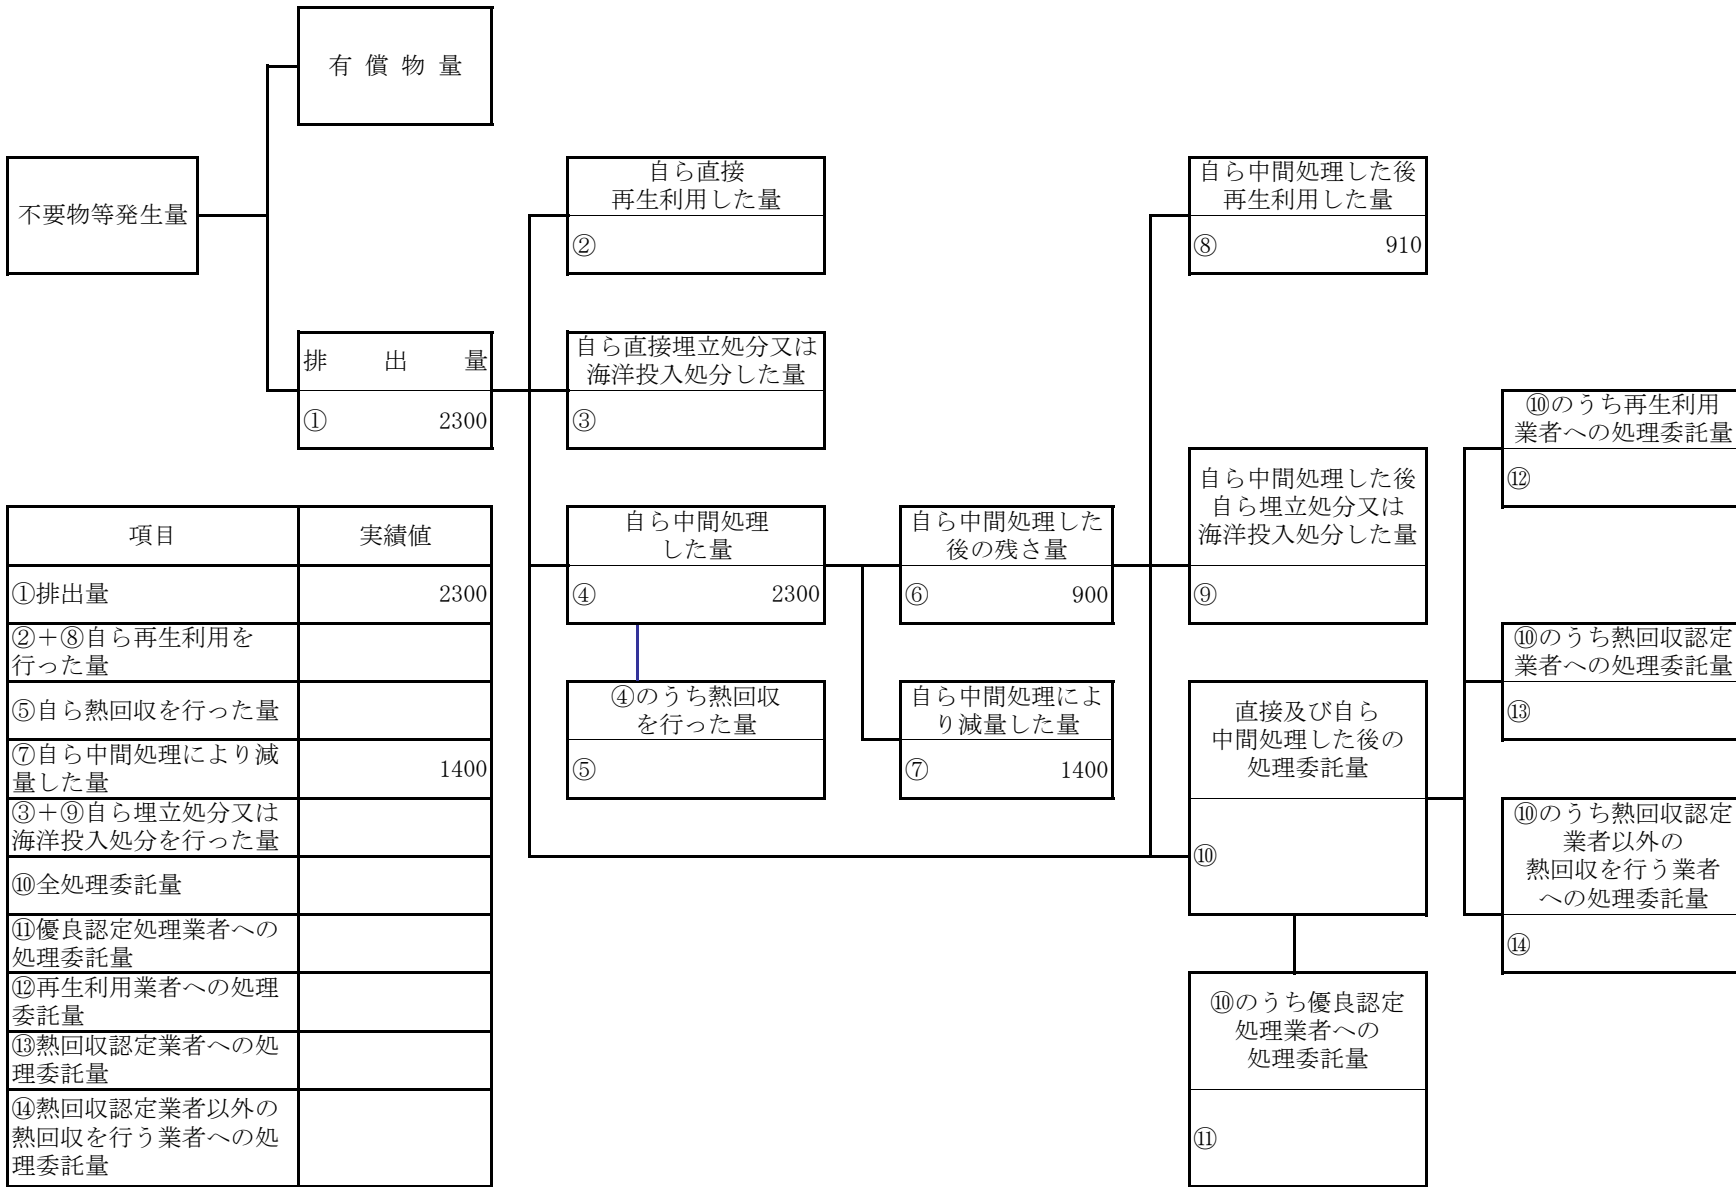 有 償 物 量
不要物等発生量
自ら直接
再生利用した量
②
自ら中間処理した後
再生利用した量
⑧ 910
排 出 量
① 2300
自ら直接埋立処分又は
海洋投入処分した量
③
⑩のうち再生利用
業者への処理委託量
⑫
自ら中間処理した後
自ら埋立処分又は
海洋投入処分した量
⑨
自ら中間処理
した量
④ 2300
自ら中間処理した
後の残さ量
⑥ 900
⑩のうち熱回収認定
業者への処理委託量
⑬
④のうち熱回収
を行った量
⑤
自ら中間処理によ
り減量した量
⑦ 1400
直接及び自ら
中間処理した後の
処理委託量
⑩
⑩のうち熱回収認定
業者以外の
熱回収を行う業者
への処理委託量
⑭
⑩のうち優良認定
処理業者への
処理委託量
⑪
項目 実績値
①排出量 2300
②+⑧自ら再生利用を
行った量
⑤自ら熱回収を行った量
⑦自ら中間処理により減
量した量 1400
③+⑨自ら埋立処分又は
海洋投入処分を行った量
⑩全処理委託量
⑪優良認定処理業者への
処理委託量
⑫再生利用業者への処理
委託量
⑬熱回収認定業者への処
理委託量
⑭熱回収認定業者以外の
熱回収を行う業者への処
理委託量